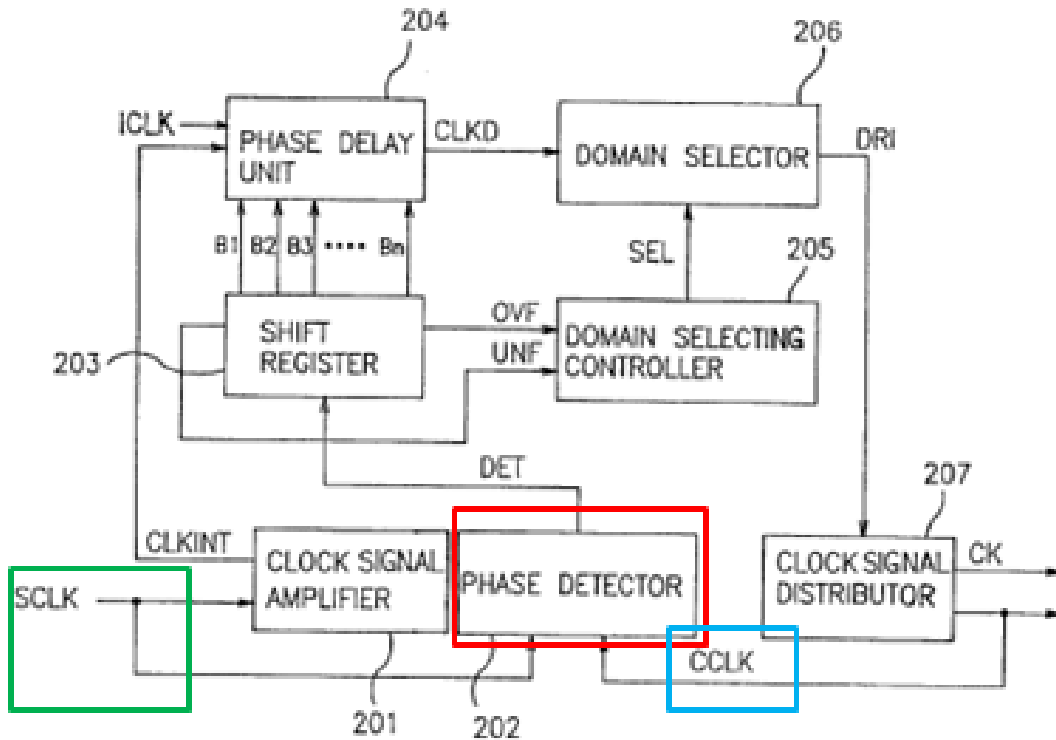 204
206
ICLK
PHASE DELAY
UNIT
CLKD
DOMAIN SELECTOR
DRI
B1 B2 B3 •••• Bn
SEL
205
SHIFT
REGISTER
OVF
UNF
DOMAIN SELECTING
CONTROLLER
203
DET
207
CLKINT
CLOCK SIGNAL
AMPLIFIER
PHASE DETECTOR
CLOCK SIGNAL
DISTRIBUTOR
CK
SCLK
CCLK
201
202